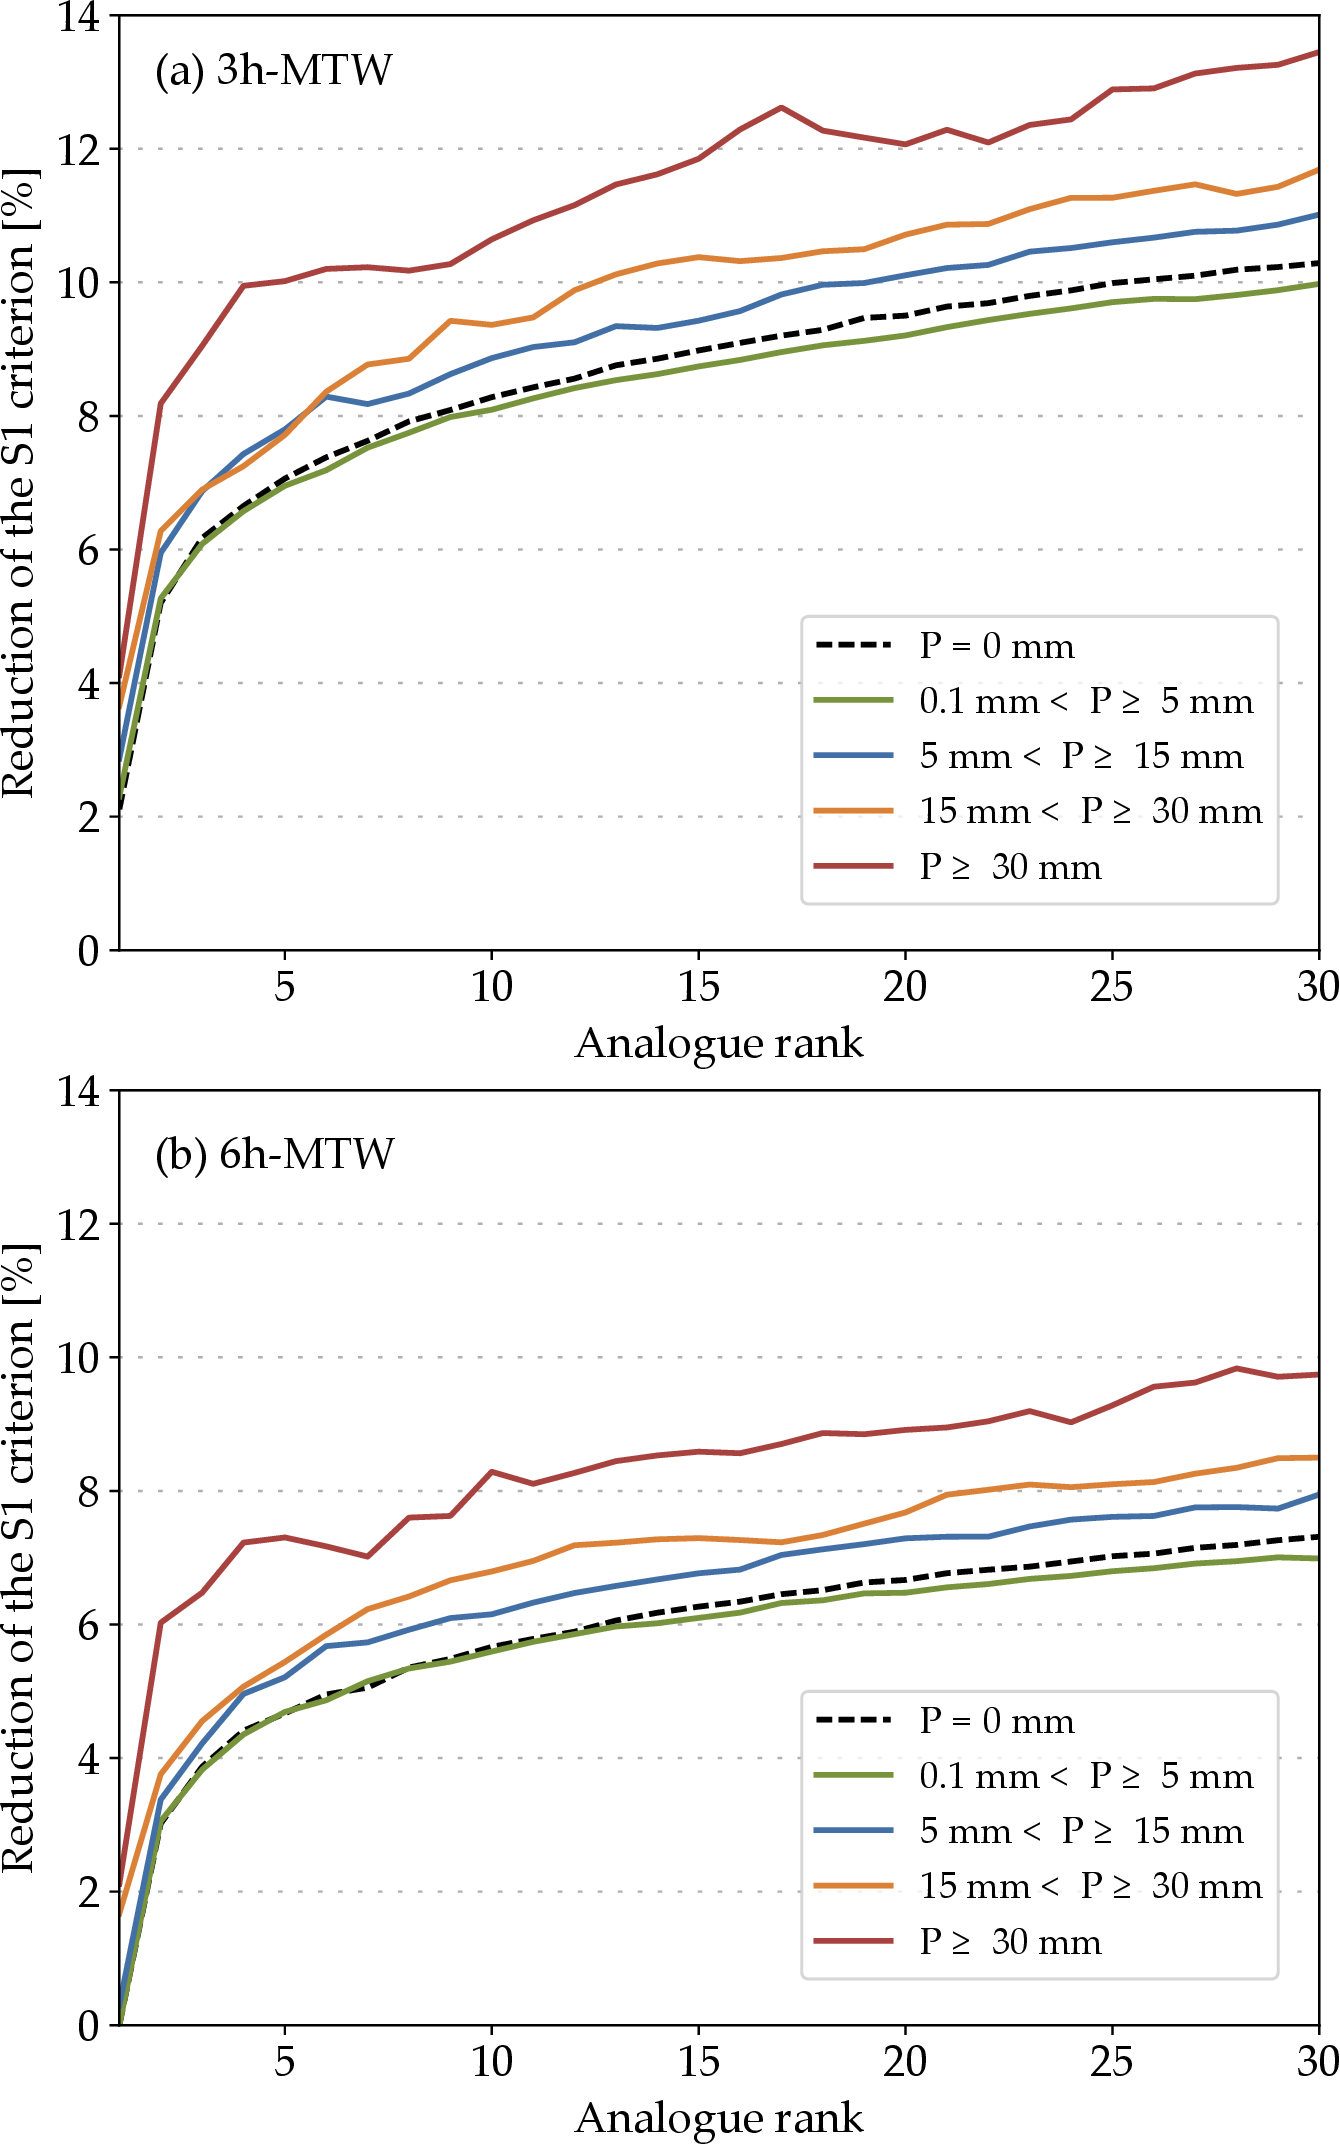 14
(a) 3h-MTW
12
10
8
6
4
2
0
Reduction of the S1 criterion [%]
P = 0 mm
0.1 mm < P ≥ 5 mm
5 mm < P ≥ 15 mm
15 mm < P ≥ 30 mm
P ≥ 30 mm
5 10 15 20 25 30
Analogue rank
14
(b) 6h-MTW
12
10
8
6
4
2
0
Reduction of the S1 criterion [%]
P = 0 mm
0.1 mm < P ≥ 5 mm
5 mm < P ≥ 15 mm
15 mm < P ≥ 30 mm
P ≥ 30 mm
5 10 15 20 25 30
Analogue rank